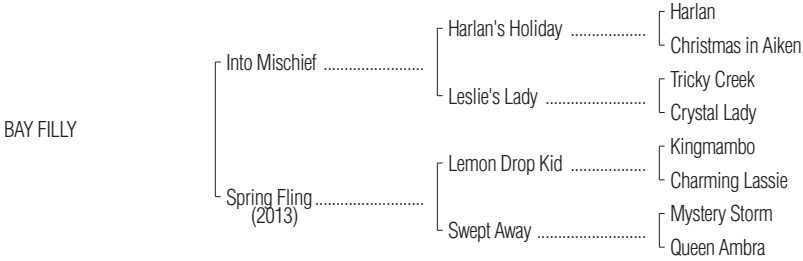 Harlan
Harlan's Holiday ....................
Christmas in Aiken
Into Mischief ..........................
Tricky Creek
Leslie's Lady ..........................
Crystal Lady
BAY FILLY
Kingmambo
Lemon Drop Kid ....................
Charming Lassie
Spring Fling ............................
(2013)
Mystery Storm
Swept Away ............................
Queen Ambra